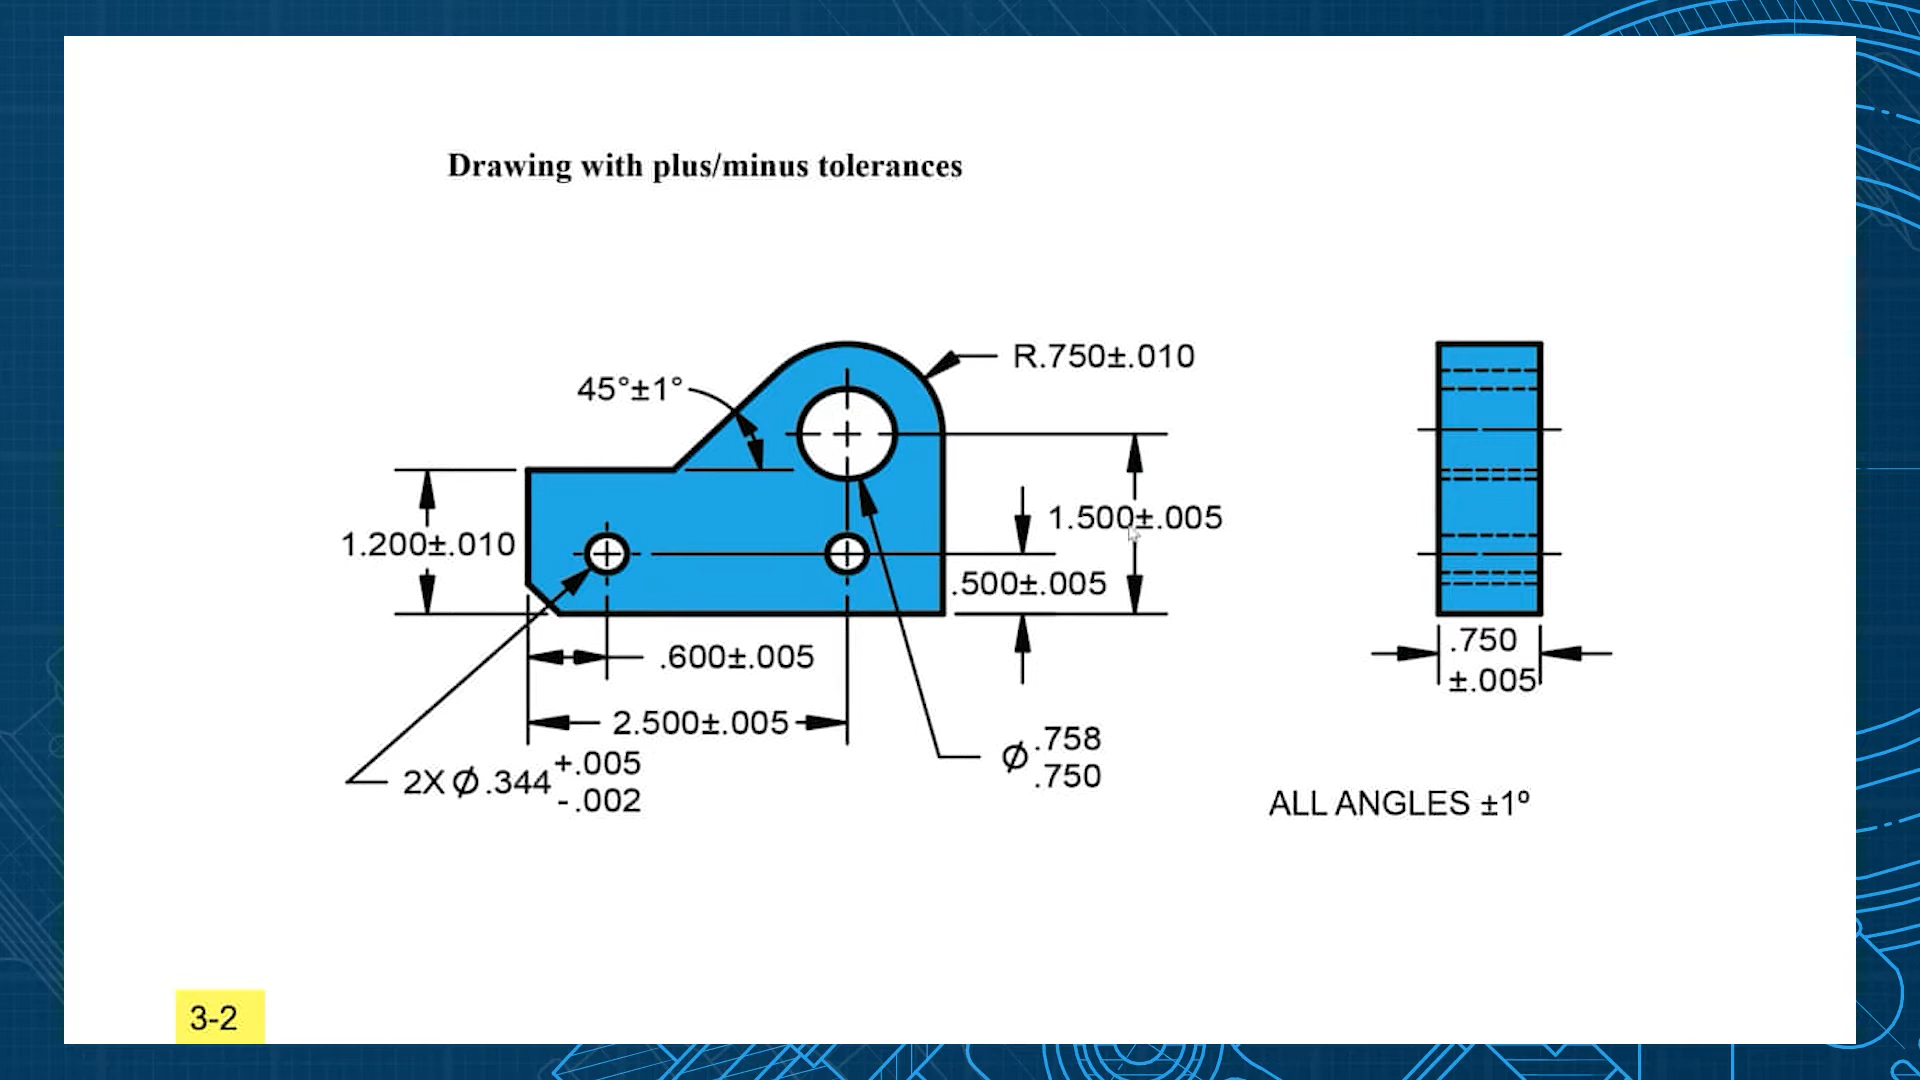 Drawing with plus/minus tolerances
R.750±.010
45°±1°
1.500±.005
1.200±.010
.500±.005
.600±.005
2.500±.005
2X Ø.344 +.005
-.002
Ø .758
.750
.750
±.005
ALL ANGLES ±1º
3-2